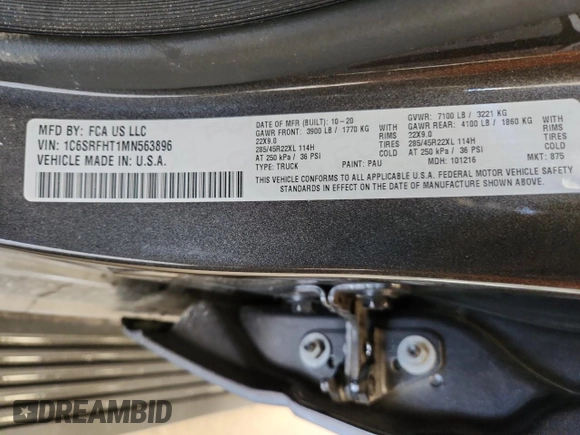 MFD BY: FCA US LLC
VIN: 1C6SRFHT1MN563896
VEHICLE MADE IN U.S.A.
DATE OF MFR (BUILT): 10-20
GVWR: 7100 LB / 3221 KG
GAWR FRONT: 3900 LB / 1770 KG WITH
GAWR REAR: 4100 LB / 1860 KG WITH
22X9.0 RIMS
22X9.0 RIMS
285/45R22XL 114H TIRES
285/45R22XL 114H TIRES
AT 250 kPa / 36 PSI COLD
AT 250 kPa / 36 PSI COLD
TYPE: TRUCK PAINT: PAU MDH: 101216 MKT: 875
THIS VEHICLE CONFORMS TO ALL APPLICABLE U.S.A. FEDERAL MOTOR VEHICLE SAFETY
STANDARDS IN EFFECT ON THE DATE OF MANUFACTURE SHOWN ABOVE.
DREAMBID